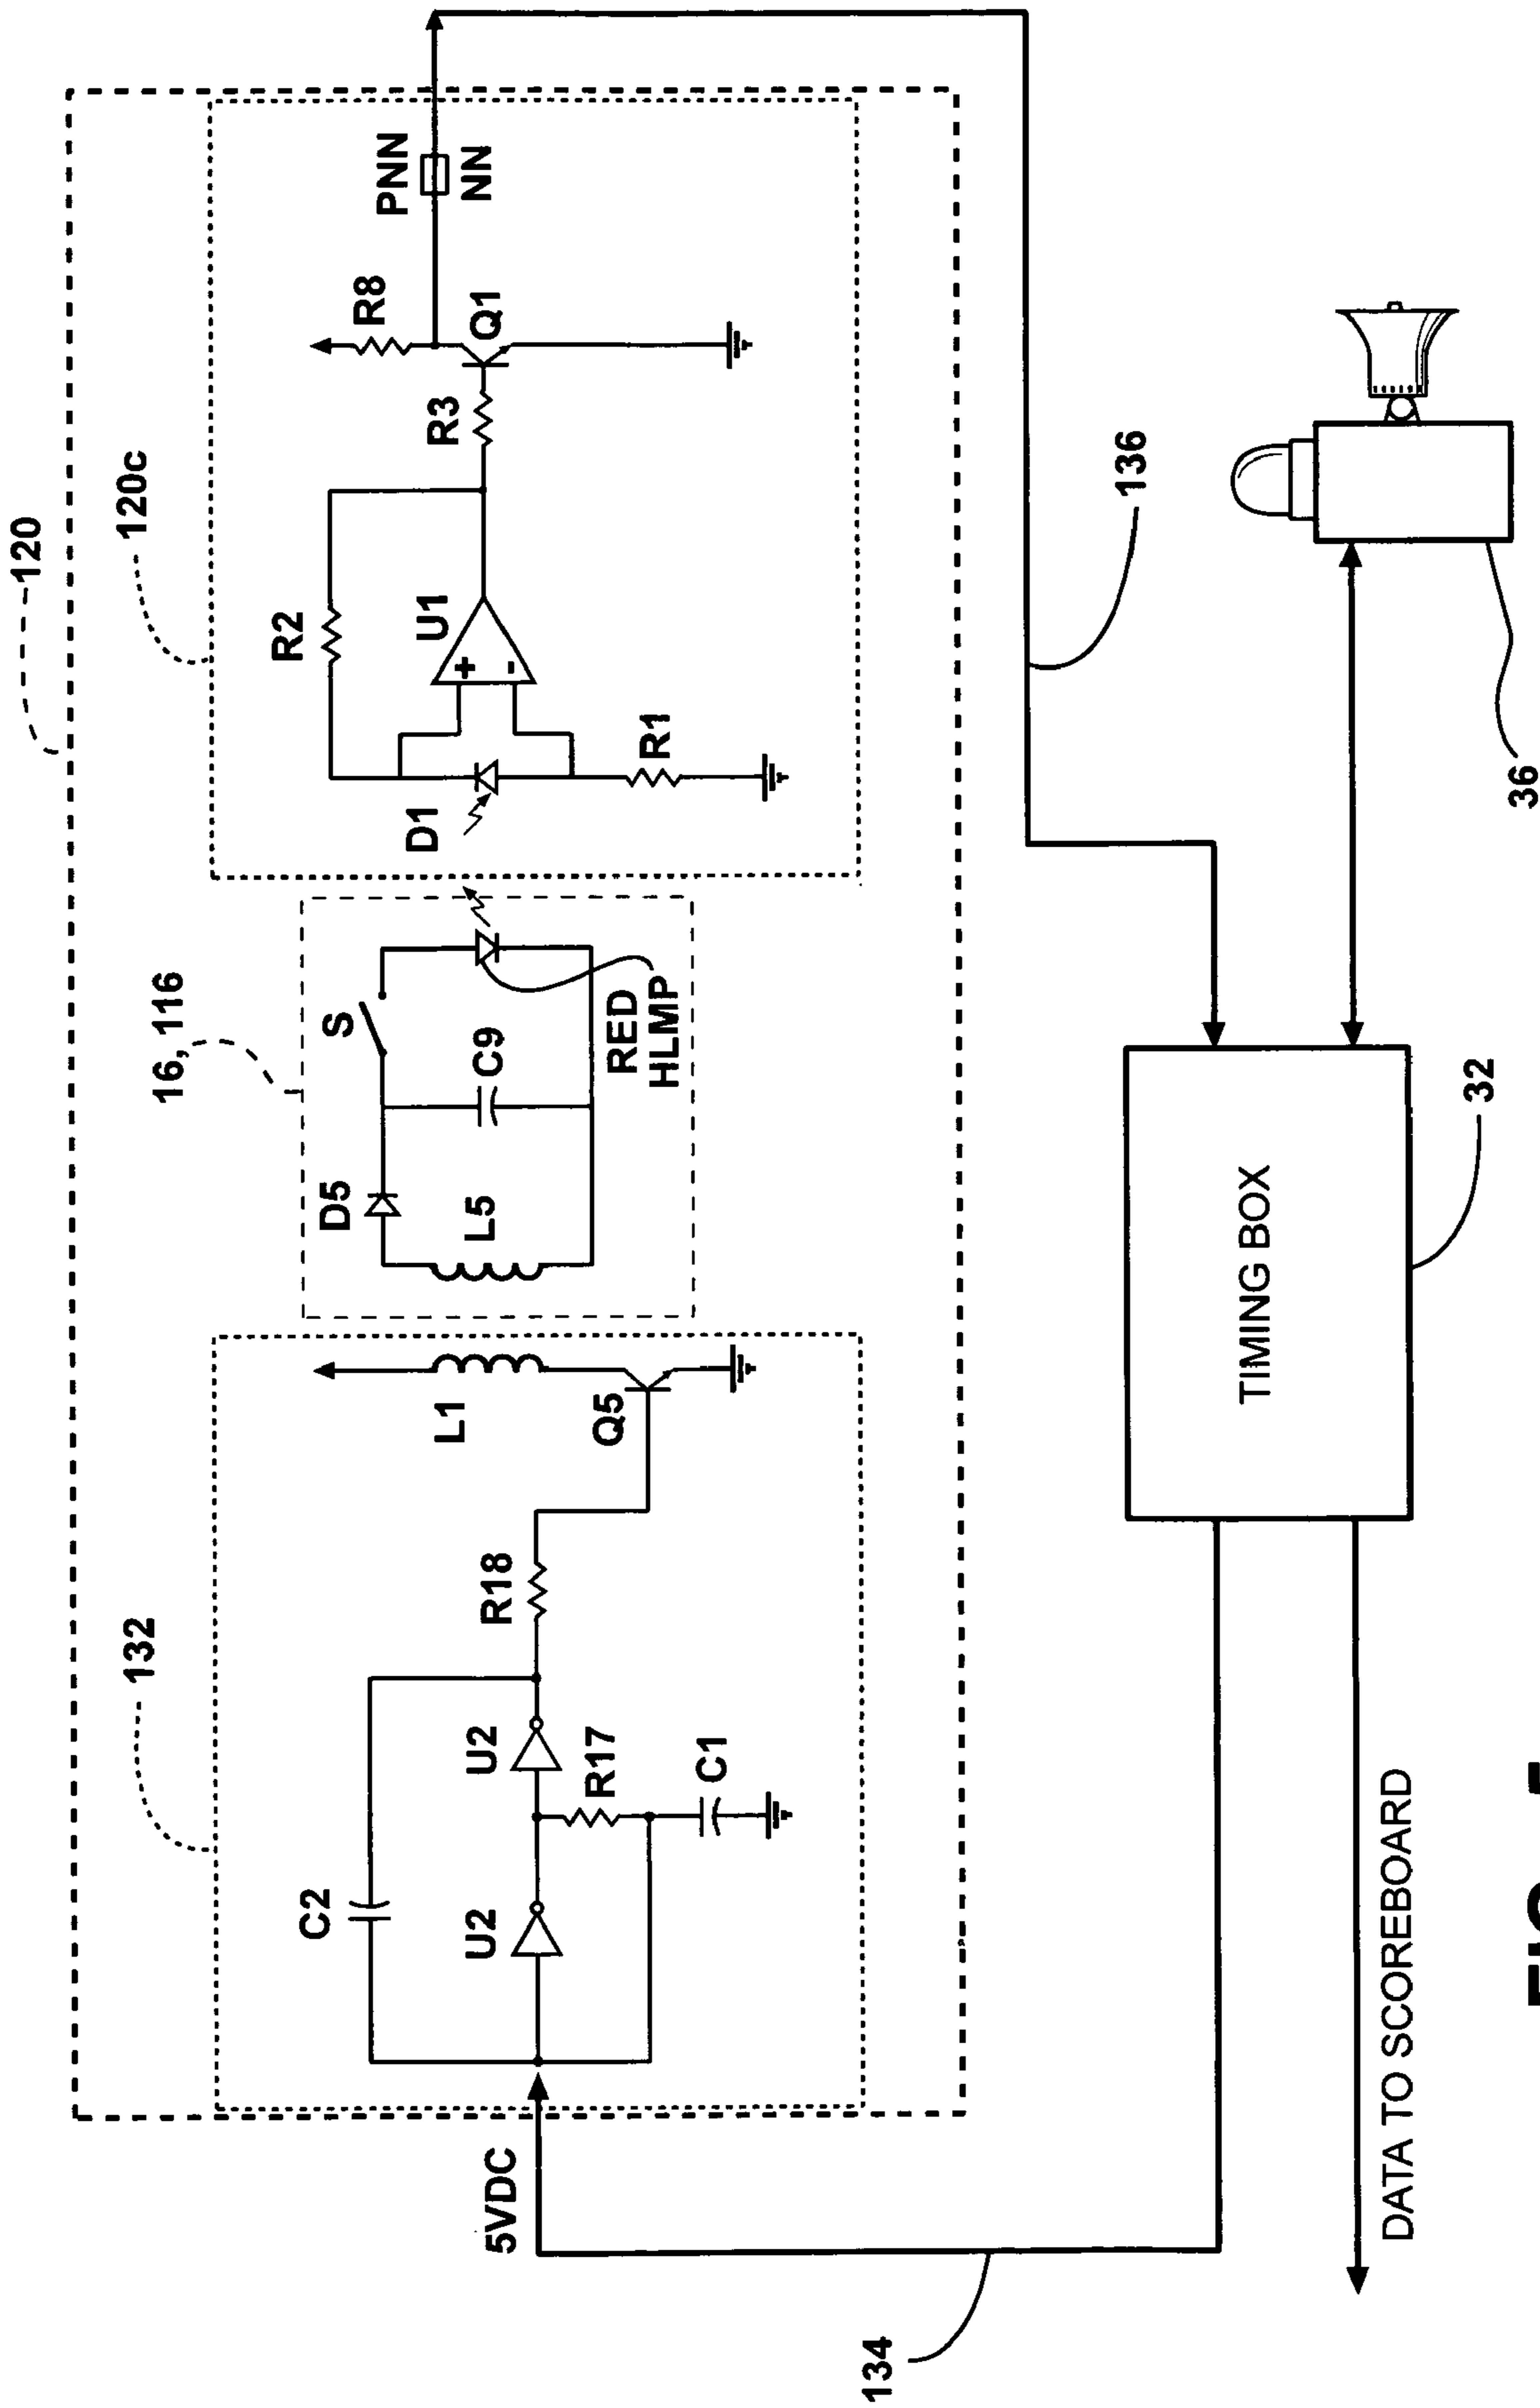 120
132
16, 116
120c
C2
D5
S
R2
R8
PNN
NN
U2
U2
R18
L1
L5
C9
D1
U1
R3
Q1
5VDC
R17
Q5
RED
HLMP
R1
C1
134
136
TIMING BOX
32
DATA TO SCOREBOARD
36
FIG.